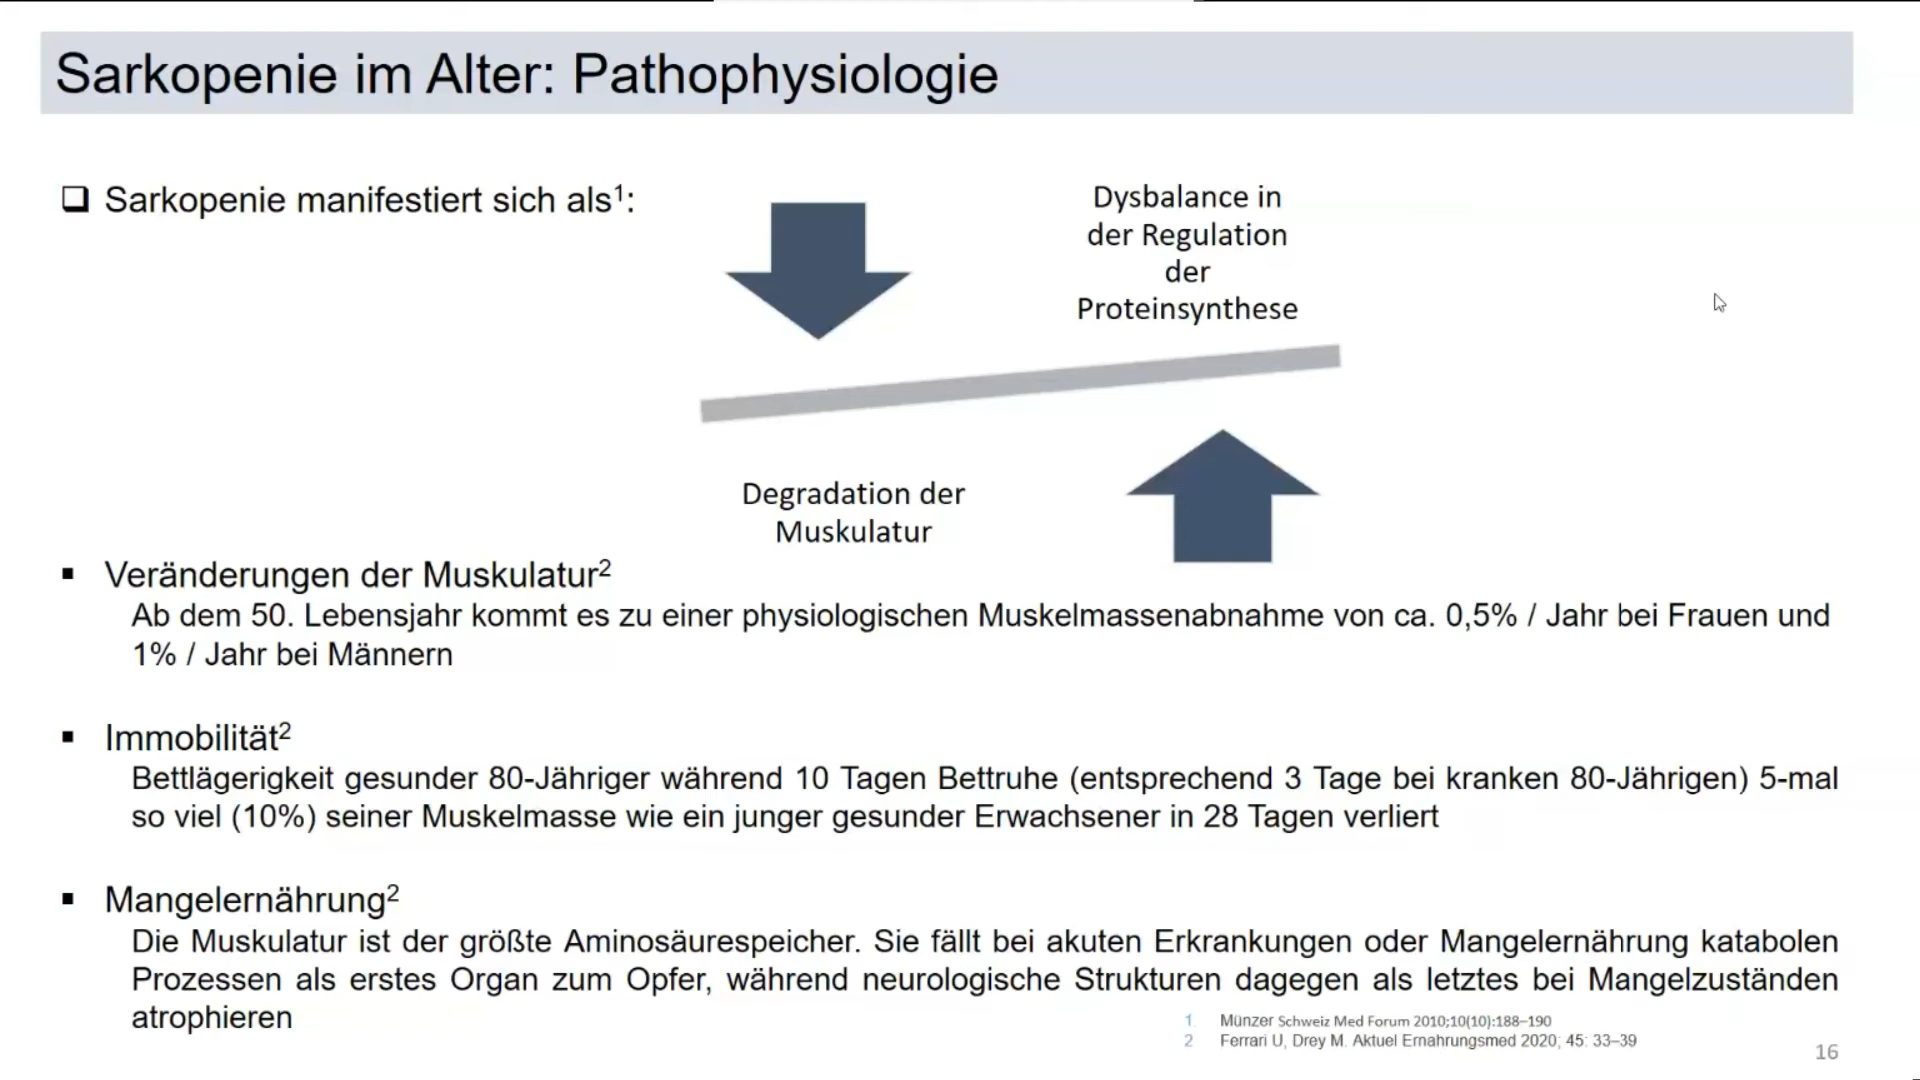 Sarkopenie im Alter: Pathophysiologie
Sarkopenie manifestiert sich als¹:
Dysbalance in
der Regulation
der
Proteinsynthese
Degradation der
Muskulatur
Veränderungen der Muskulatur²
Ab dem 50. Lebensjahr kommt es zu einer physiologischen Muskelmassenabnahme von ca. 0,5% / Jahr bei Frauen und
1% / Jahr bei Männern
Immobilität²
Bettlägerigkeit gesunder 80-Jähriger während 10 Tagen Bettruhe (entsprechend 3 Tage bei kranken 80-Jährigen) 5-mal
so viel (10%) seiner Muskelmasse wie ein junger gesunder Erwachsener in 28 Tagen verliert
Mangelernährung²
Die Muskulatur ist der größte Aminosäurespeicher. Sie fällt bei akuten Erkrankungen oder Mangelernährung katabolen
Prozessen als erstes Organ zum Opfer, während neurologische Strukturen dagegen als letztes bei Mangelzuständen
atrophieren
1. Münzer Schweiz Med Forum 2010;10(10):188–190
2 Ferrari U, Drey M. Aktuel Ernahrungsmed 2020; 45: 33–39
16